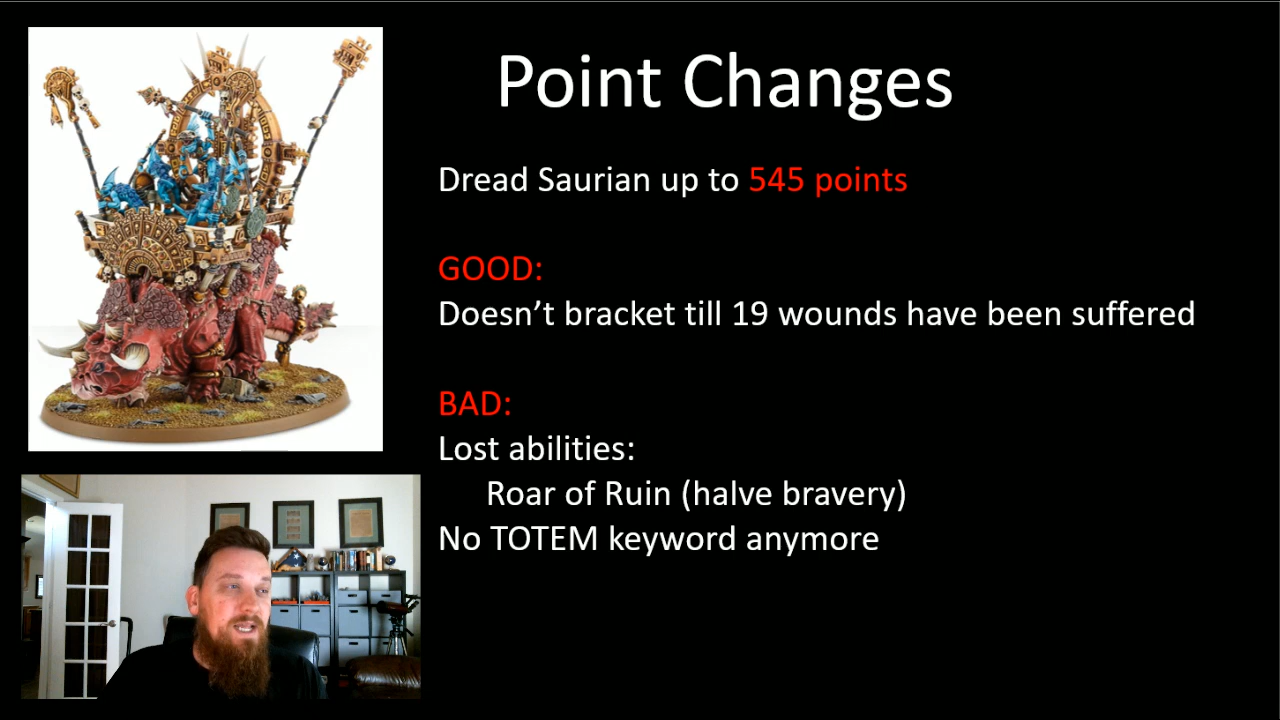 Point Changes
Dread Saurian up to 545 points
GOOD:
Doesn’t bracket till 19 wounds have been suffered
BAD:
Lost abilities:
Roar of Ruin (halve bravery)
No TOTEM keyword anymore